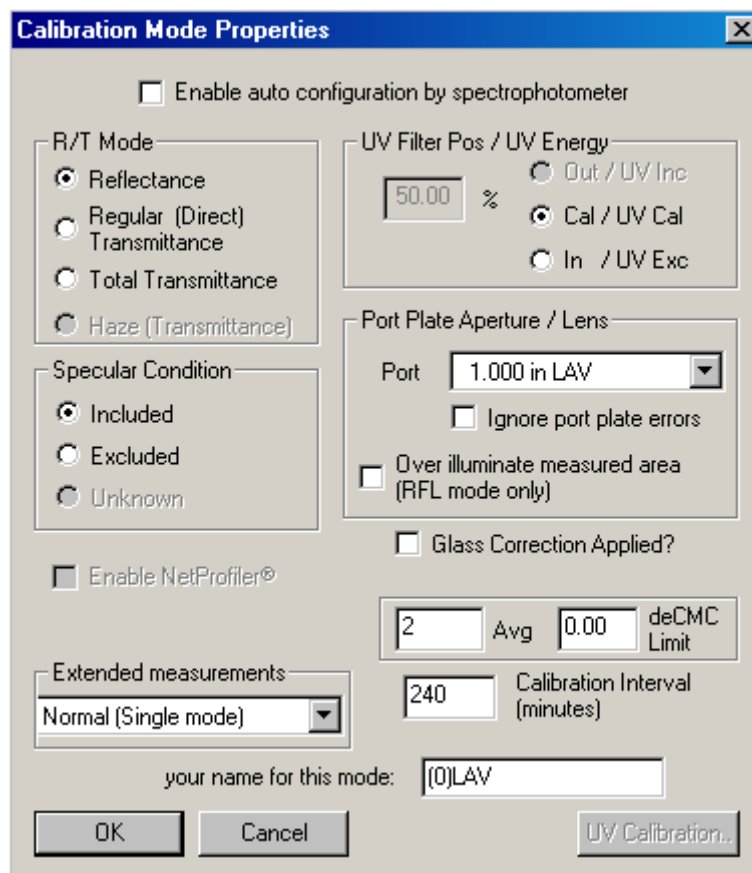 Calibration Mode Properties
Enable auto configuration by spectrophotometer
R/T Mode
Reflectance
Regular (Direct)
Transmittance
Total Transmittance
Haze (Transmittance)
UV Filter Pos / UV Energy
50.00 %
Out / UV Inc
Cal / UV Cal
In / UV Exc
Specular Condition
Included
Excluded
Unknown
Port Plate Aperture / Lens
Port 1.000 in LAV
Ignore port plate errors
Over illuminate measured area
(RFL mode only)
Glass Correction Applied?
Enable NetProfiler®
2 Avg 0.00 deCMC
Limit
Extended measurements
Normal (Single mode)
240 Calibration Interval
(minutes)
your name for this mode: (0)LAV
OK Cancel UV Calibration..